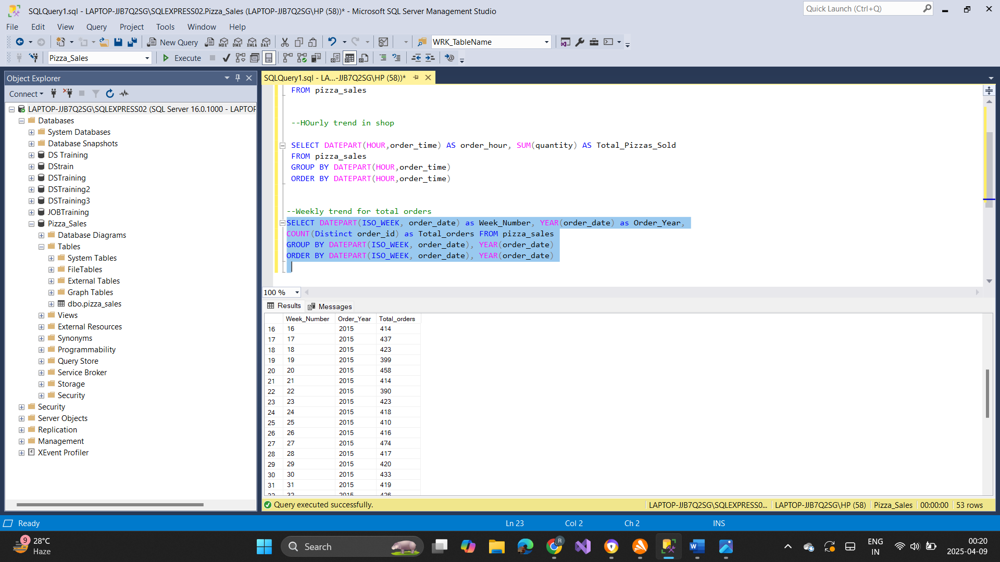 SQLQuery1.sql - LAPTOP-JJB7Q2SG\SQLEXPRESS02.Pizza_Sales (LAPTOP-JJB7Q2SG\HP (58))* - Microsoft SQL Server Management Studio
Quick Launch (Ctrl+Q)
File Edit View Query Project Tools Window Help
New Query MDX DMX XMLA DAX WRK_TableName
Pizza_Sales Execute
Object Explorer
Connect
LAPTOP-JJB7Q2SG\SQLEXPRESS02 (SQL Server 16.0.1000 - LAPTOP
Databases
System Databases
Database Snapshots
DS Training
DStrain
DSTraining
DSTraining2
DSTraining3
JOBTraining
Pizza_Sales
Database Diagrams
Tables
System Tables
FileTables
External Tables
Graph Tables
dbo.pizza_sales
Views
External Resources
Synonyms
Programmability
Query Store
Service Broker
Storage
Security
Security
Server Objects
Replication
Management
XEvent Profiler
SQLQuery1.sql - LA...-JJB7Q2SG\HP (58))*
FROM pizza_sales
--HOurly trend in shop
SELECT DATEPART(HOUR,order_time) AS order_hour, SUM(quantity) AS Total_Pizzas_Sold
FROM pizza_sales
GROUP BY DATEPART(HOUR,order_time)
ORDER BY DATEPART(HOUR,order_time)
--Weekly trend for total orders
SELECT DATEPART(ISO_WEEK, order_date) as Week_Number, YEAR(order_date) as Order_Year,
COUNT(Distinct order_id) as Total_orders FROM pizza_sales
GROUP BY DATEPART(ISO_WEEK, order_date), YEAR(order_date)
ORDER BY DATEPART(ISO_WEEK, order_date), YEAR(order_date)
100 %
Results Messages
Week_Number Order_Year Total_orders
16 16 2015 414
17 17 2015 437
18 18 2015 423
19 19 2015 399
20 20 2015 458
21 21 2015 414
22 22 2015 390
23 23 2015 423
24 24 2015 418
25 25 2015 410
26 26 2015 416
27 27 2015 474
28 28 2015 417
29 29 2015 420
30 30 2015 433
31 31 2015 419
32 32 2015 426
Query executed successfully. LAPTOP-JJB7Q2SG\SQLEXPRESS0... LAPTOP-JJB7Q2SG\HP (58) Pizza_Sales 00:00:00 53 rows
Ready Ln 23 Col 2 Ch 2 INS
9 28°C
Haze
Search
R
ENG
IN
00:20
2025-04-09